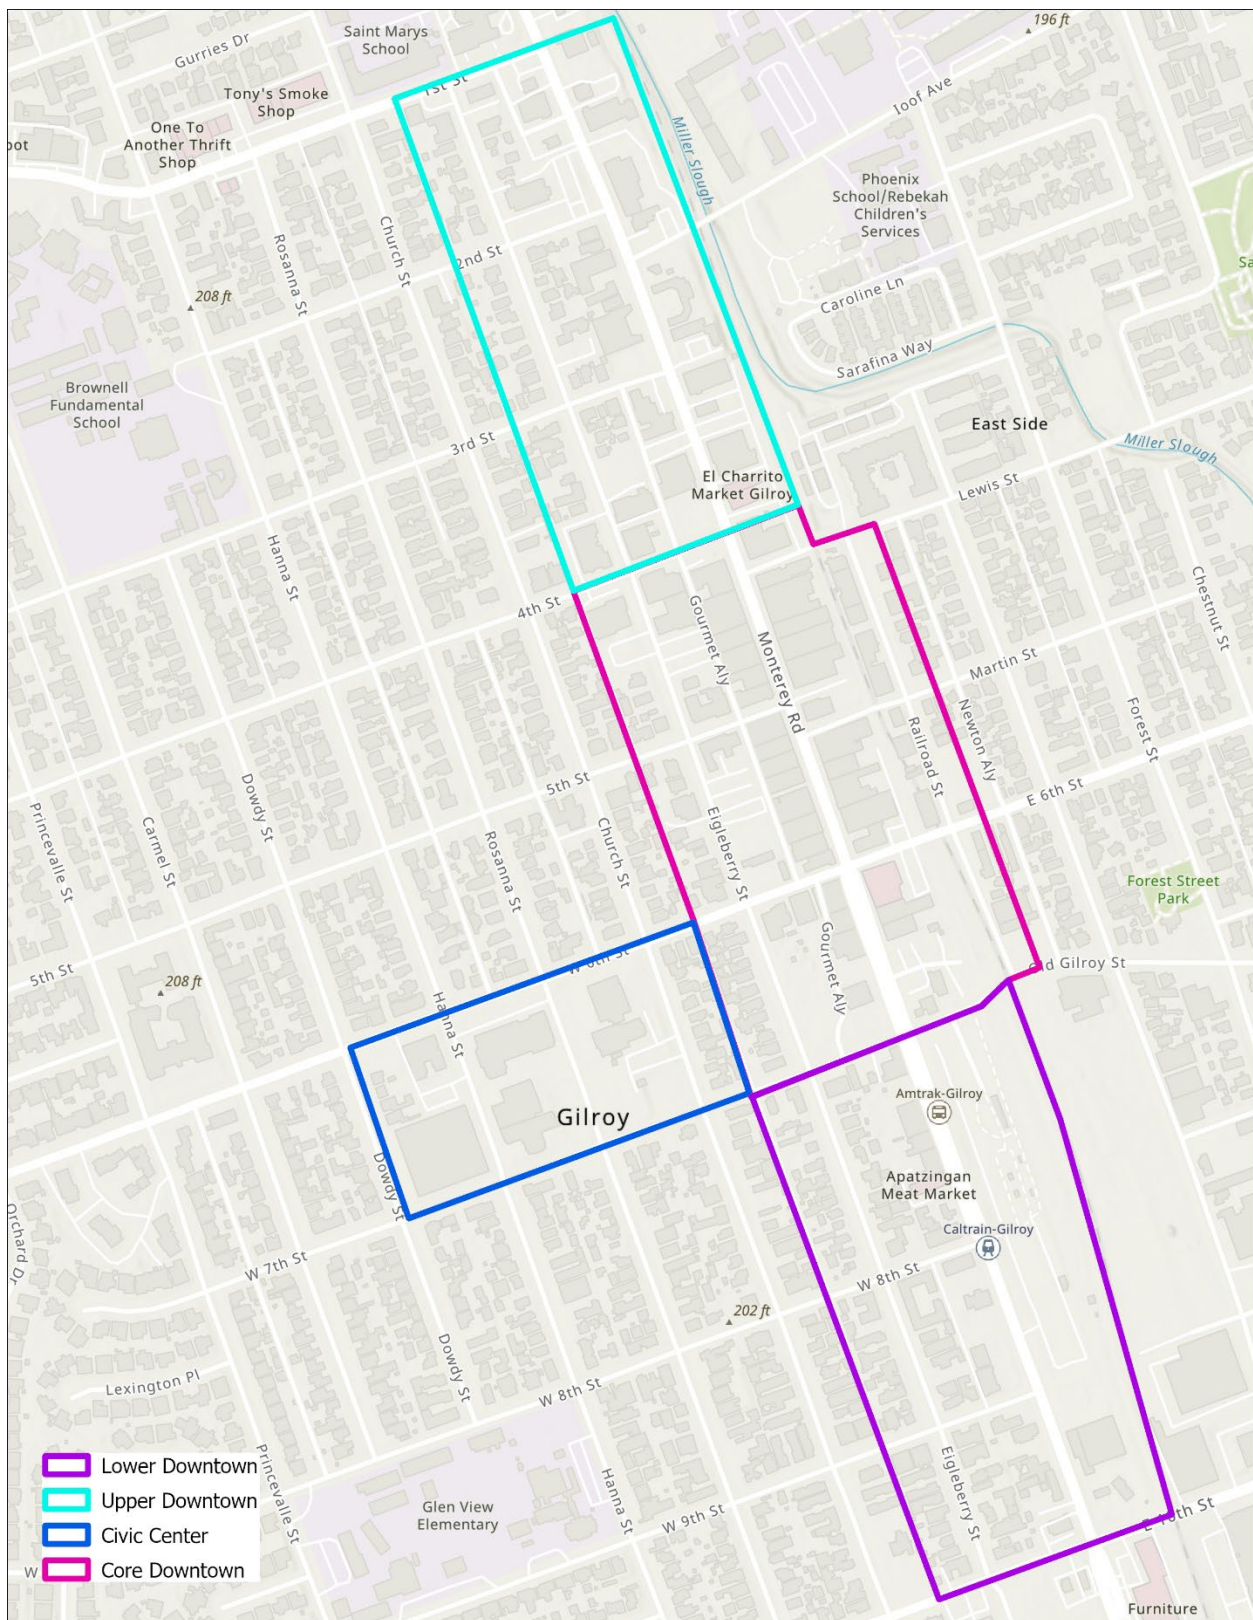 Gurries Dr
Saint Marys
School
196 ft
Tony's Smoke
Shop
1st St
Ioof Ave
One To
Another Thrift
Shop
Miller Slough
Phoenix
School/Rebekah
Children's
Services
Rosanna St
Church St
2nd St
208 ft
Caroline Ln
Sarafina Way
Brownell
Fundamental
School
3rd St
East Side
Miller Slough
El Charrito
Market Gilroy
Lewis St
Hanna St
4th St
Gourmet Aly
Monterey Rd
Martin St
Chestnut St
Newton Aly
Forest St
Railroad St
5th St
E 6th St
Dowdy St
Princevalle St
Carmel St
Rosanna St
Church St
Eigleberry St
Forest Street
Park
5th St
208 ft
W 6th St
Gourmet Aly
Old Gilroy St
Hanna St
Gilroy
Amtrak-Gilroy
Apatzingan
Meat Market
Dowdy St
Caltrain-Gilroy
Orchard Dr
W 7th St
W 8th St
202 ft
Lexington Pl
Dowdy St
W 8th St
Princevalle St
Glen View
Elementary
Hanna St
W 9th St
Eigleberry St
E 10th St
Furniture
Lower Downtown
Upper Downtown
Civic Center
Core Downtown
W